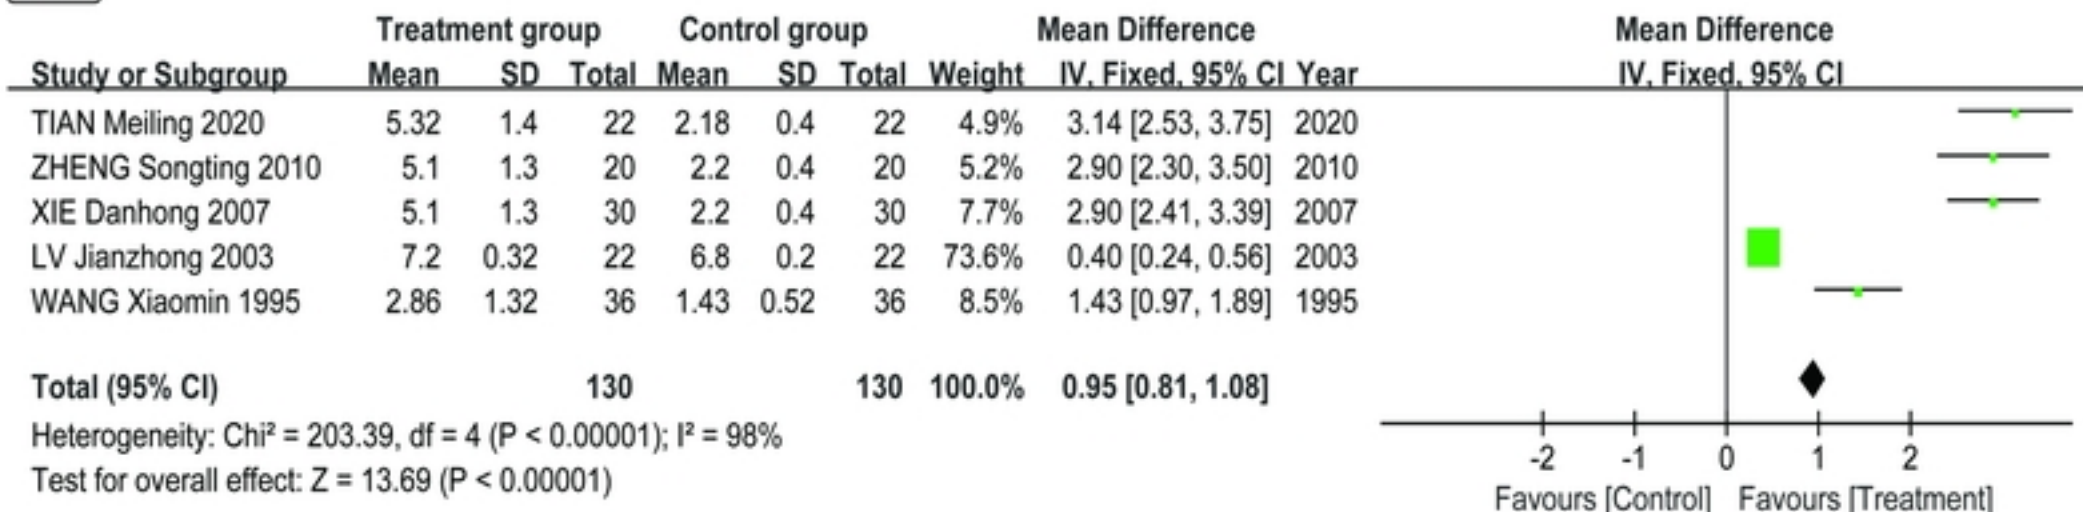 Treatment group Control group Mean Difference Mean Difference
Study or Subgroup Mean SD Total Mean SD Total Weight IV, Fixed, 95% CI Year IV, Fixed, 95% CI
TIAN Meiling 2020 5.32 1.4 22 2.18 0.4 22 4.9% 3.14 [2.53, 3.75] 2020
ZHENG Songting 2010 5.1 1.3 20 2.2 0.4 20 5.2% 2.90 [2.30, 3.50] 2010
XIE Danhong 2007 5.1 1.3 30 2.2 0.4 30 7.7% 2.90 [2.41, 3.39] 2007
LV Jianzhong 2003 7.2 0.32 22 6.8 0.2 22 73.6% 0.40 [0.24, 0.56] 2003
WANG Xiaomin 1995 2.86 1.32 36 1.43 0.52 36 8.5% 1.43 [0.97, 1.89] 1995
Total (95% CI) 130 130 100.0% 0.95 [0.81, 1.08]
Heterogeneity: Chi² = 203.39, df = 4 (P < 0.00001); I² = 98%
Test for overall effect: Z = 13.69 (P < 0.00001)
-2 -1 0 1 2
Favours [Control] Favours [Treatment]